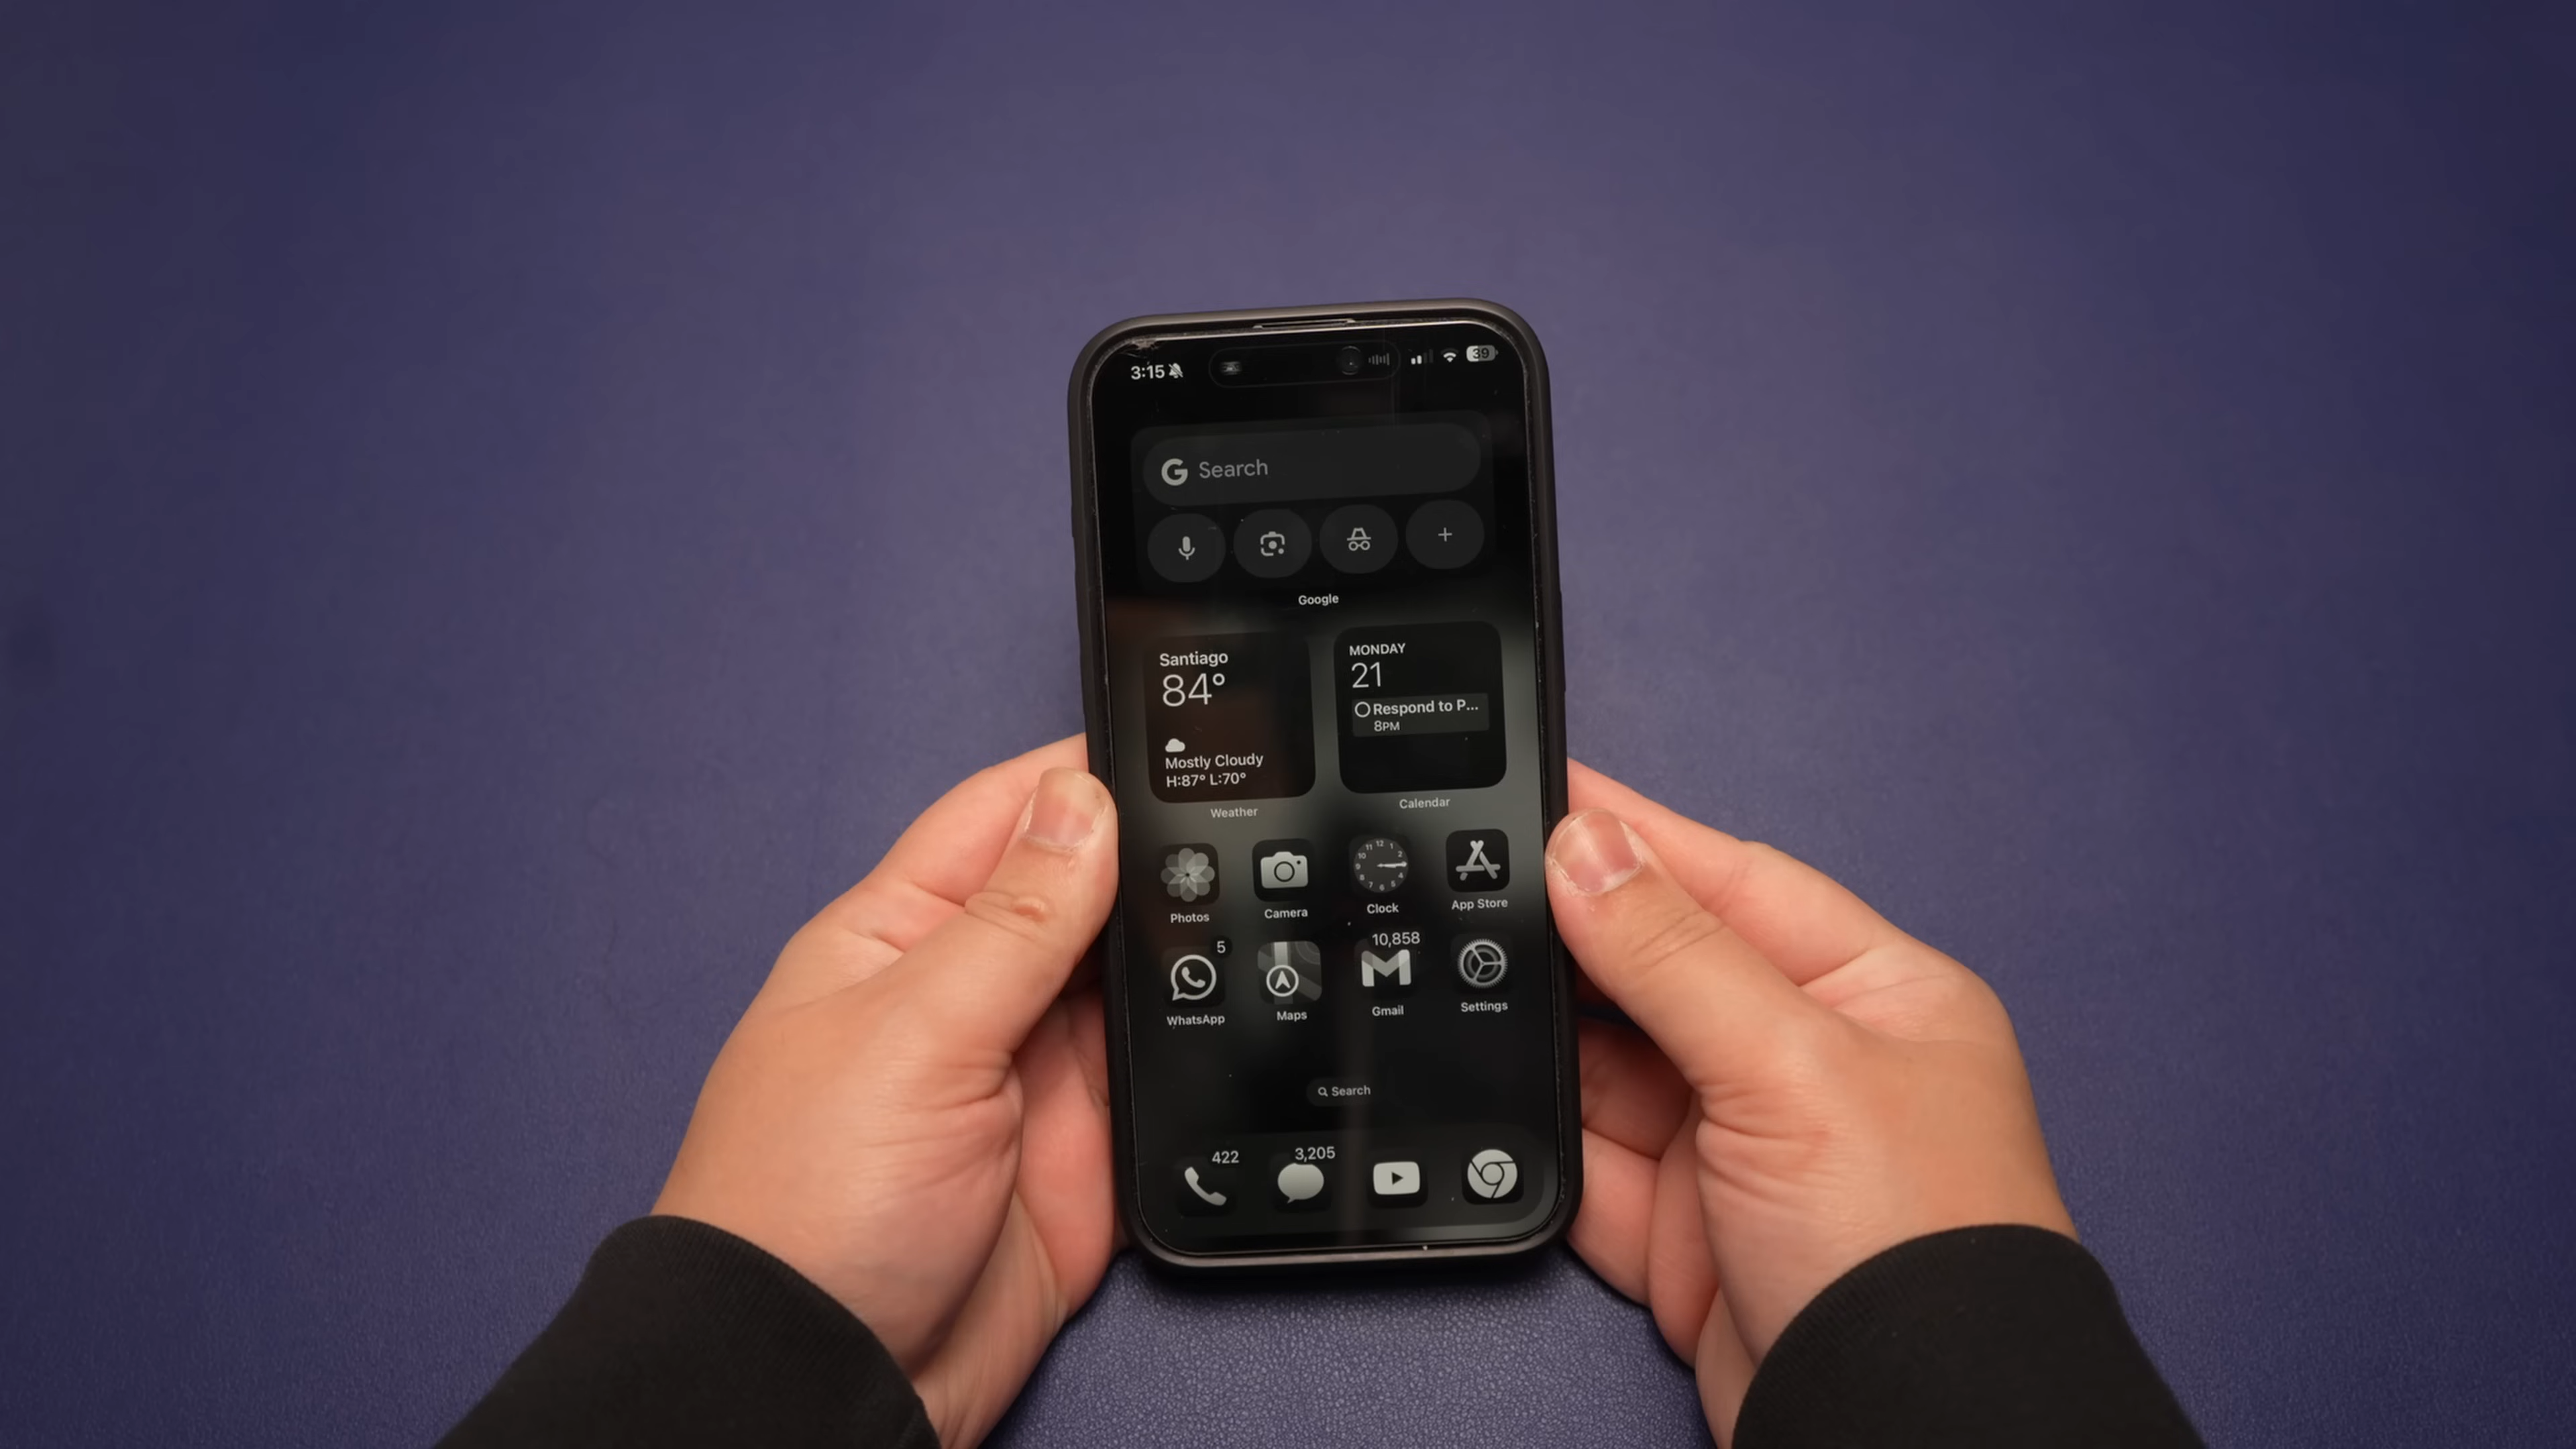 3:15
39
Search
Google
Santiago
84°
Mostly Cloudy
H:87° L:70°
Weather
MONDAY
21
Respond to P...
8PM
Calendar
Photos
Camera
Clock
App Store
5
10,858
WhatsApp
Maps
Gmail
Settings
Search
422
3,205